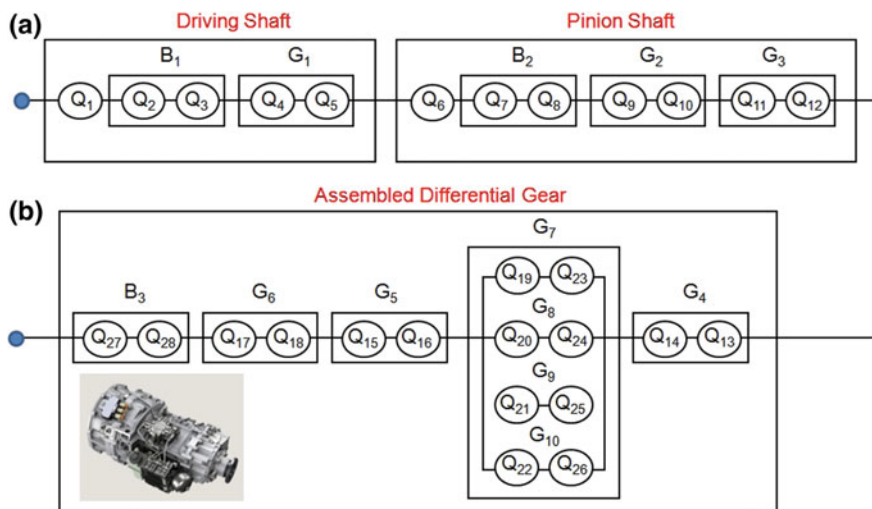 (a) Driving Shaft Pinion Shaft
B1 G1 B2 G2 G3
Q1 Q2 Q3 Q4 Q5 Q6 Q7 Q8 Q9 Q10 Q11 Q12
(b) Assembled Differential Gear
G7
Q19 Q23
B3 G6 G5 G8 G4
Q27 Q28 Q17 Q18 Q15 Q16 Q20 Q24 Q14 Q13
G9
Q21 Q25
G10
Q22 Q26